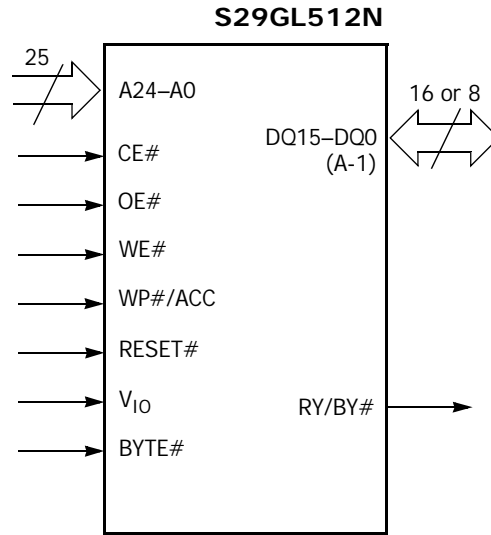 S29GL512N
25
A24–A0
16 or 8
DQ15–DQ0
(A-1)
CE#
OE#
WE#
WP#/ACC
RESET#
VIO
RY/BY#
BYTE#